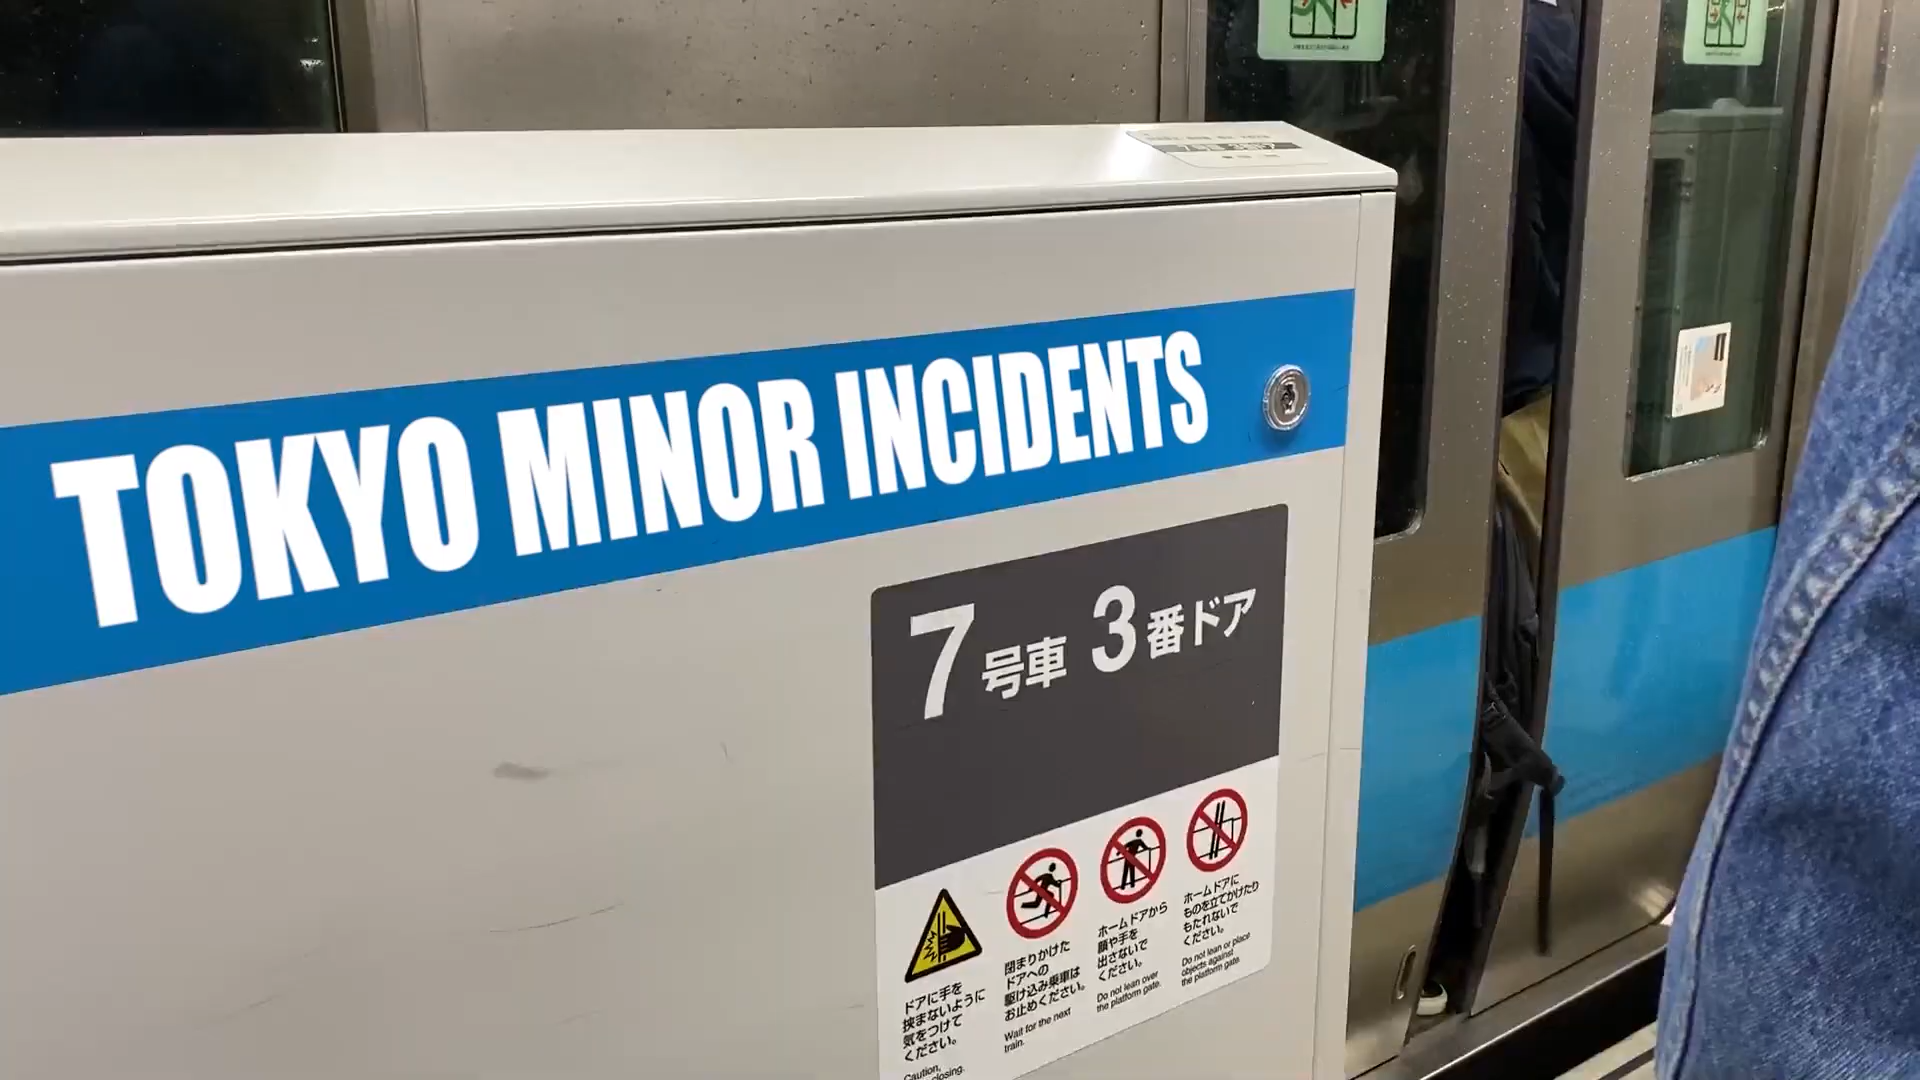 TOKYO MINOR INCIDENTS
7号車 3番ドア
ドアに手を
挟まないように
気をつけて
ください。
Caution,
closing.
閉まりかけた
ドアへの
駆け込み乗車は
お止めください。
Wait for the next
train.
ホームドアから
顔や手を
出さないで
ください。
Do not lean over
the platform gate.
ホームドアに
ものを立てかけたり
もたれないで
ください。
Do not lean or place
objects against
the platform gate.